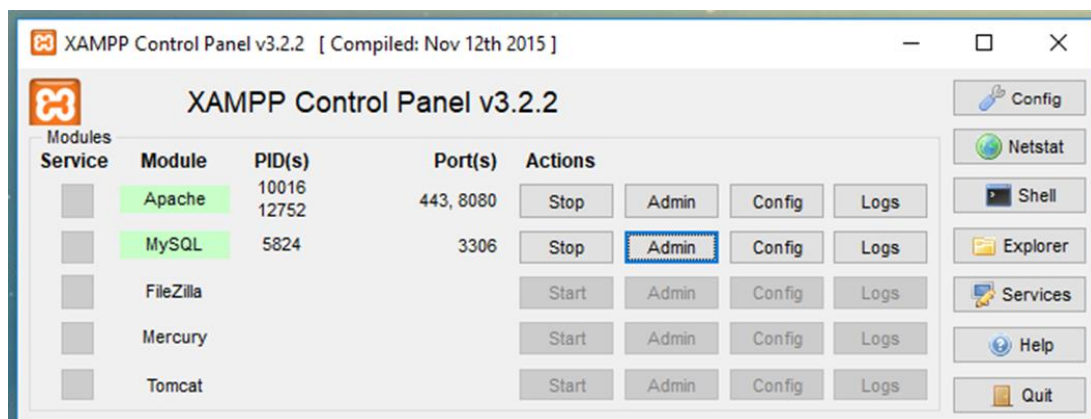 XAMPP Control Panel v3.2.2 [ Compiled: Nov 12th 2015 ]
XAMPP Control Panel v3.2.2
Config
Modules
Netstat
Service Module PID(s) Port(s) Actions
Apache 10016 443, 8080 Stop Admin Config Logs
12752
Shell
MySQL 5824 3306 Stop Admin Config Logs
Explorer
FileZilla Start Admin Config Logs
Services
Mercury Start Admin Config Logs
Help
Tomcat Start Admin Config Logs
Quit